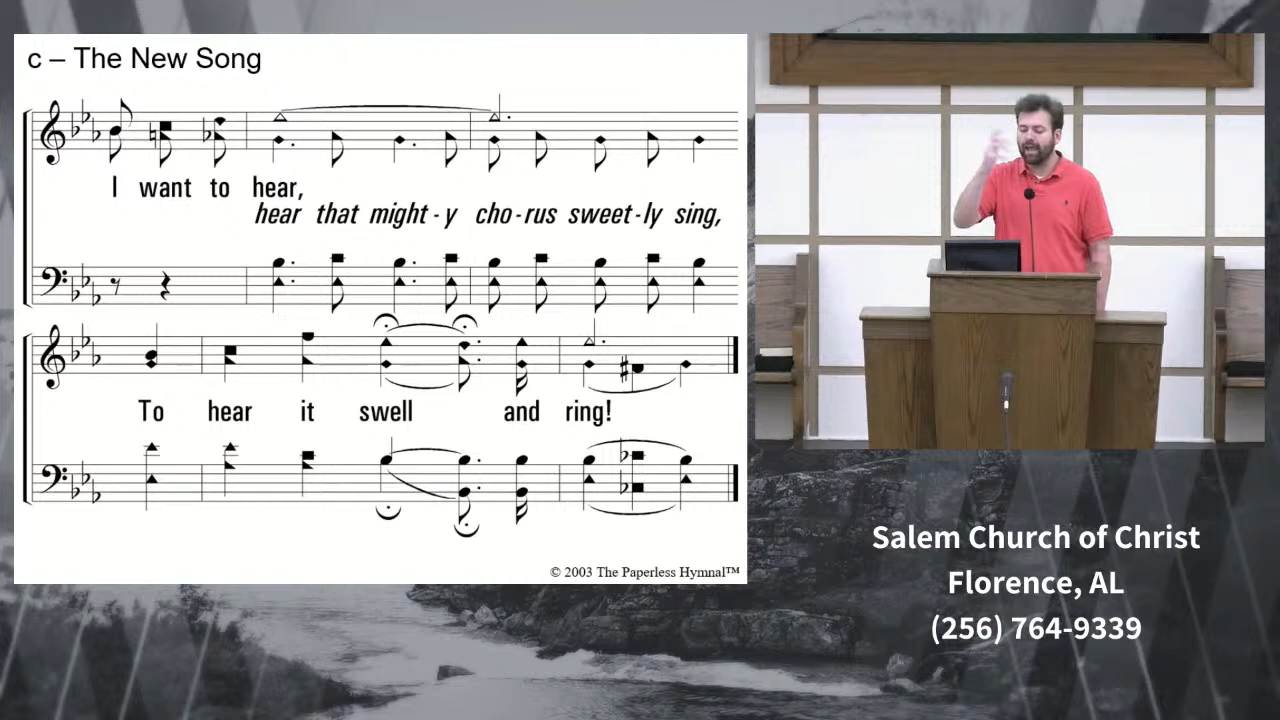 c – The New Song
I want to hear,
hear that might - y cho - rus sweet - ly sing,
To hear it swell and ring!
© 2003 The Paperless Hymnal™
Salem Church of Christ
Florence, AL
(256) 764-9339